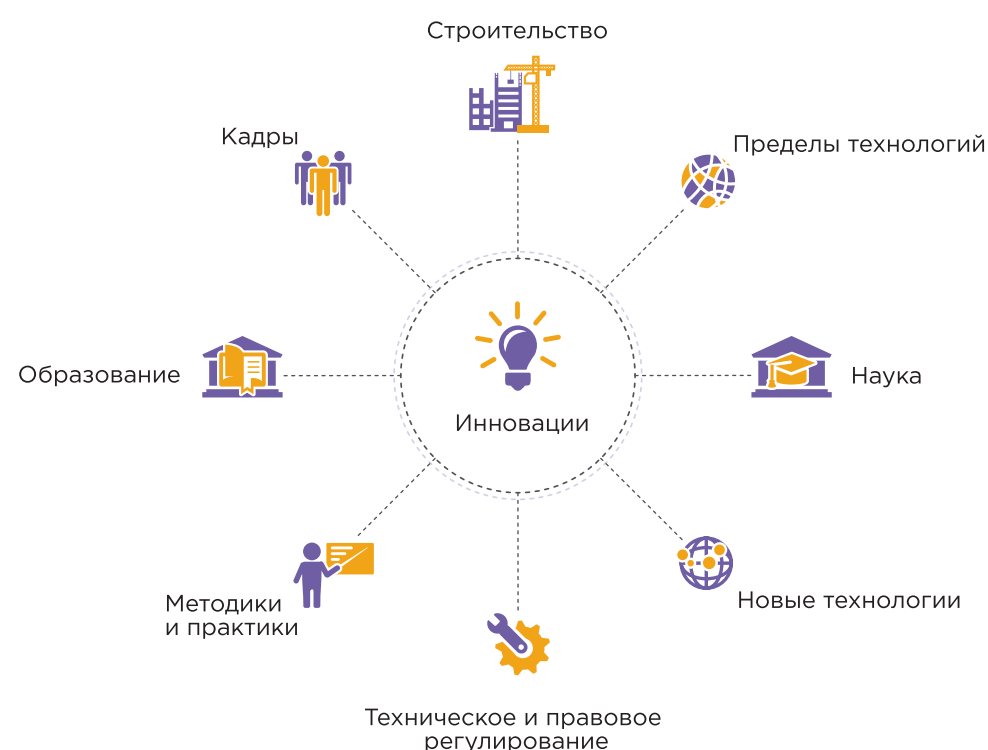 Строительство
Кадры
Пределы технологий
Образование
Наука
Инновации
Методики
и практики
Новые технологии
Техническое и правовое
регулирование